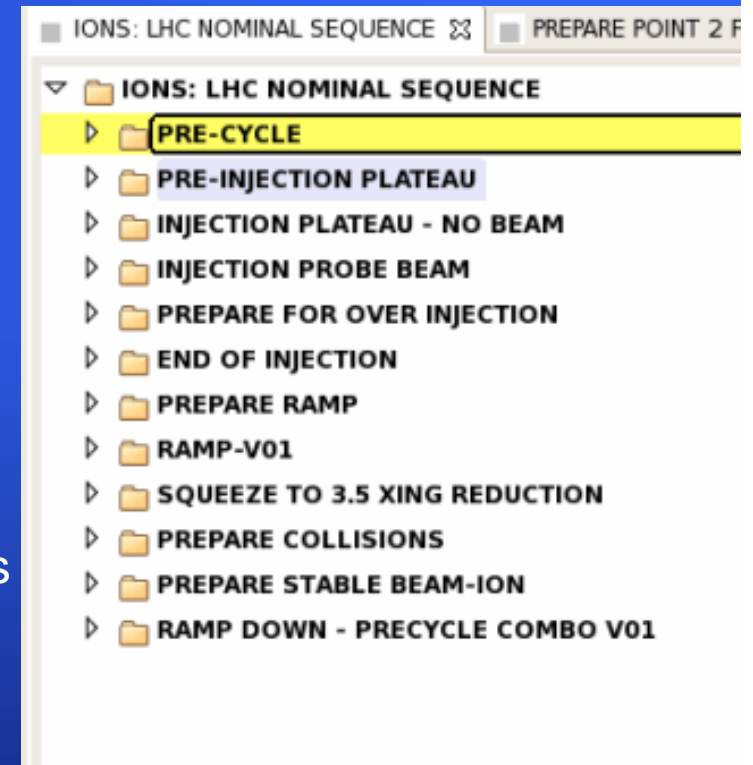 IONS: LHC NOMINAL SEQUENCE PREPARE POINT 2 F
IONS: LHC NOMINAL SEQUENCE
PRE-CYCLE
PRE-INJECTION PLATEAU
INJECTION PLATEAU - NO BEAM
INJECTION PROBE BEAM
PREPARE FOR OVER INJECTION
END OF INJECTION
PREPARE RAMP
RAMP-V01
SQUEEZE TO 3.5 XING REDUCTION
PREPARE COLLISIONS
s
PREPARE STABLE BEAM-ION
RAMP DOWN - PRECYCLE COMBO V01